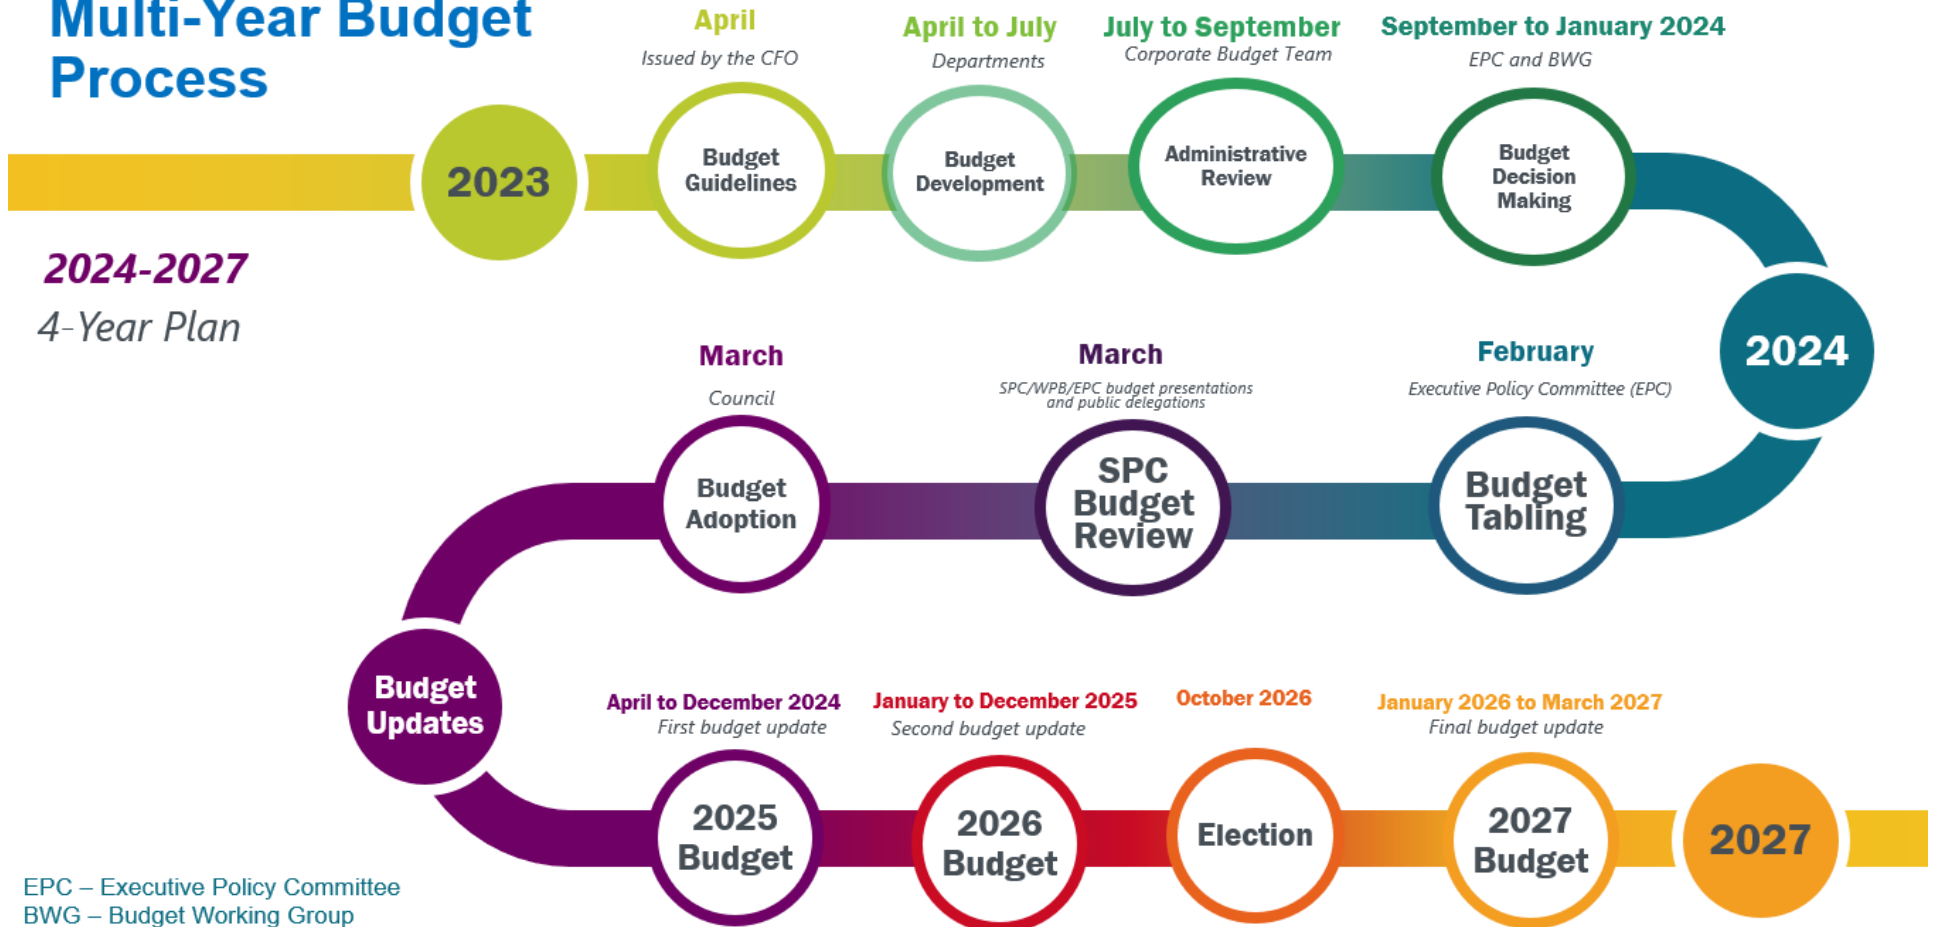 Multi-Year Budget
Process
2024-2027
4-Year Plan
2023
April
Issued by the CFO
Budget
Guidelines
April to July
Departments
Budget
Development
July to September
Corporate Budget Team
Administrative
Review
September to January 2024
EPC and BWG
Budget
Decision
Making
2024
February
Executive Policy Committee (EPC)
Budget
Tabling
March
SPC/WPB/EPC budget presentations
and public delegations
SPC
Budget
Review
March
Council
Budget
Adoption
Budget
Updates
April to December 2024
First budget update
2025
Budget
January to December 2025
Second budget update
2026
Budget
October 2026
Election
January 2026 to March 2027
Final budget update
2027
Budget
2027
EPC – Executive Policy Committee
BWG – Budget Working Group